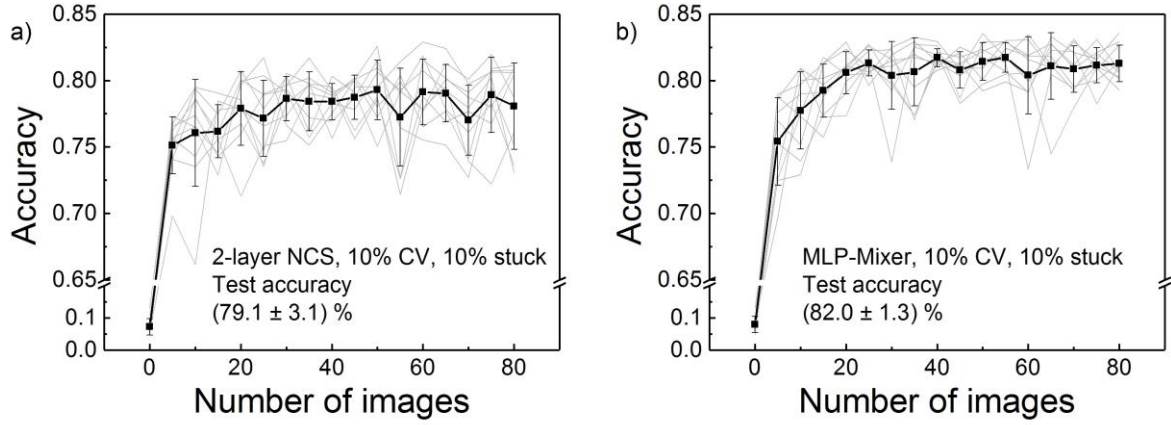 a)
Accuracy
0.85
0.80
0.75
0.70
0.65
0.1
0.0
2-layer NCS, 10% CV, 10% stuck
Test accuracy
(79.1 ± 3.1) %
0 20 40 60 80
Number of images
b)
Accuracy
0.85
0.80
0.75
0.70
0.65
0.1
0.0
MLP-Mixer, 10% CV, 10% stuck
Test accuracy
(82.0 ± 1.3) %
0 20 40 60 80
Number of images